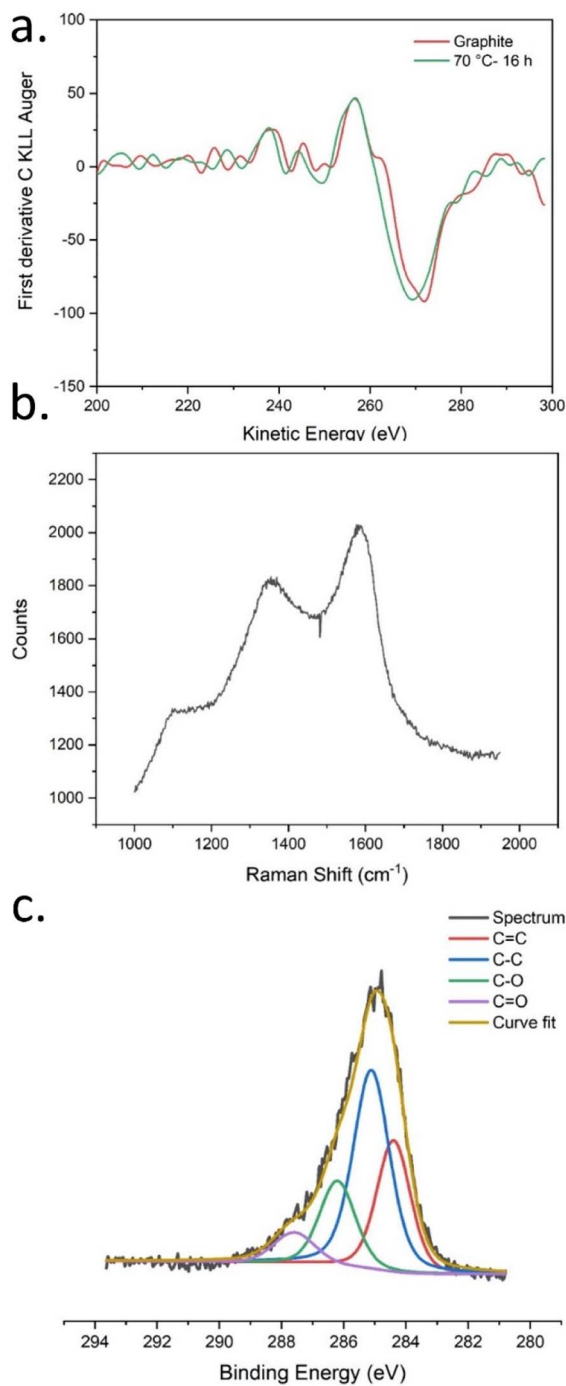 a.
Graphite
70 °C- 16 h
First derivative C KLL Auger
100
50
0
-50
-100
-150
200
220
240
260
280
300
Kinetic Energy (eV)
b.
Counts
2200
2000
1800
1600
1400
1200
1000
1000
1200
1400
1600
1800
2000
Raman Shift (cm⁻¹)
c.
Spectrum
C=C
C-C
C-O
C=O
Curve fit
294
292
290
288
286
284
282
280
Binding Energy (eV)